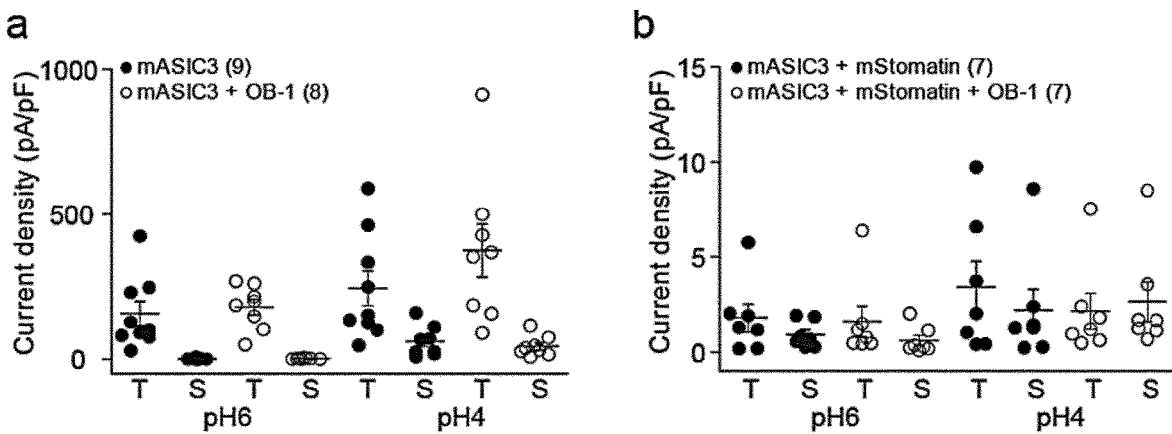 a
Current density (pA/pF)
1000
500
0
● mASIC3 (9)
○ mASIC3 + OB-1 (8)
T S T S T S T S
pH6 pH4
b
Current density (pA/pF)
15
10
5
0
● mASIC3 + mStomatin (7)
○ mASIC3 + mStomatin + OB-1 (7)
T S T S T S T S
pH6 pH4